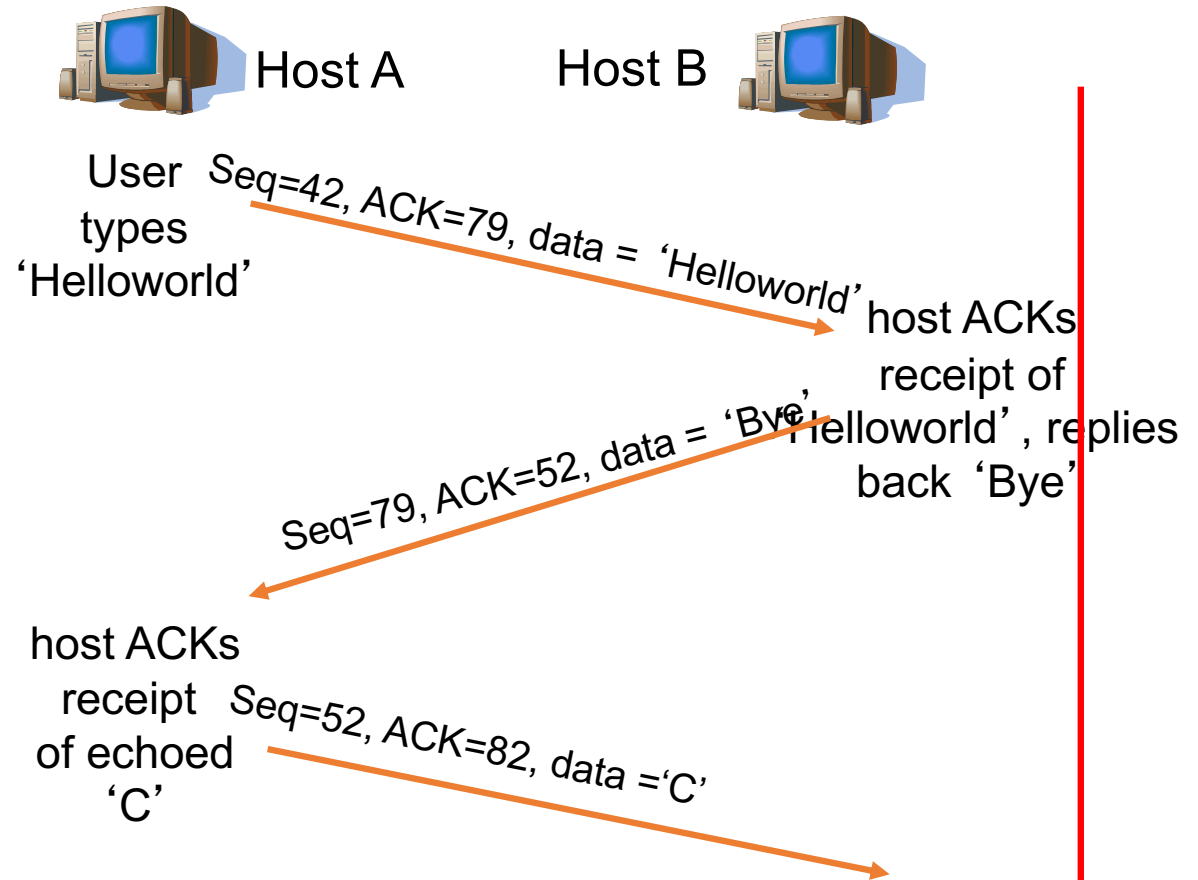 Host A
Host B
User
types
‘Helloworld’
Seq=42, ACK=79, data = ‘Helloworld’
host ACKs
receipt of
‘Helloworld’ , replies
back ‘Bye’
Seq=79, ACK=52, data = ‘Bye’
host ACKs
receipt
of echoed
‘C’
Seq=52, ACK=82, data =‘C’